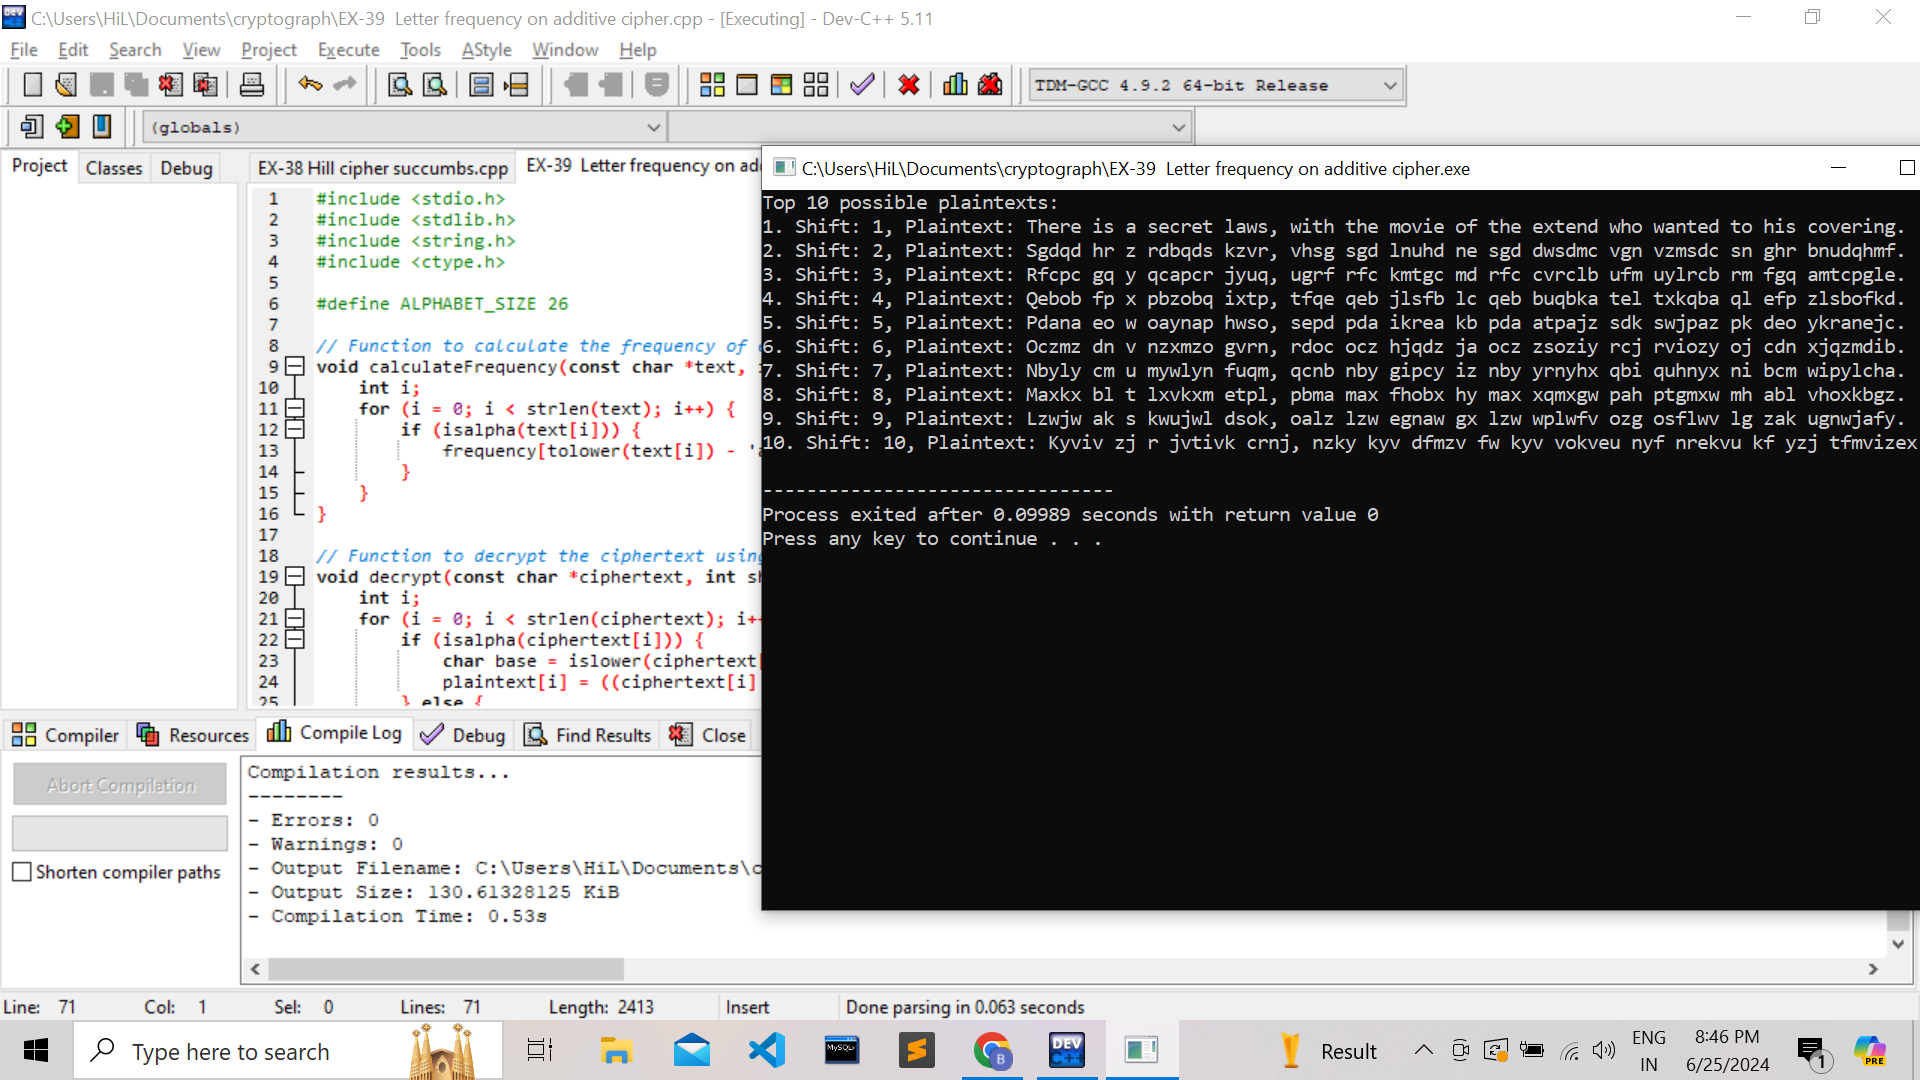 C:\Users\HiL\Documents\cryptograph\EX-39  Letter frequency on additive cipher.cpp - [Executing] - Dev-C++ 5.11
File Edit Search View Project Execute Tools AStyle Window Help
TDM-GCC 4.9.2 64-bit Release
(globals)
Project Classes Debug
EX-38 Hill cipher succumbs.cpp EX-39  Letter frequency on
1 #include <stdio.h>
2 #include <stdlib.h>
3 #include <string.h>
4 #include <ctype.h>
5
6 #define ALPHABET_SIZE 26
7
8 // Function to calculate the frequency of
9 void calculateFrequency(const char *text,
10 int i;
11 for (i = 0; i < strlen(text); i++) {
12 if (isalpha(text[i])) {
13 frequency[tolower(text[i]) - '
14 }
15 }
16 }
17
18 // Function to decrypt the ciphertext using
19 void decrypt(const char *ciphertext, int
20 int i;
21 for (i = 0; i < strlen(ciphertext);
22 if (isalpha(ciphertext[i])) {
23 char base = islower(ciphertext
24 plaintext[i] = ((ciphertext[i]
25 } else {
C:\Users\HiL\Documents\cryptograph\EX-39  Letter frequency on additive cipher.exe
Top 10 possible plaintexts:
1. Shift: 1, Plaintext: There is a secret laws, with the movie of the extend who wanted to his covering.
2. Shift: 2, Plaintext: Sgdqd hr z rdbqds kzvr, vhsg sgd lnuhd ne sgd dwsdmc vgn vzmsdc sn ghr bnudqhmf.
3. Shift: 3, Plaintext: Rfcpc gq y qcapcr jyuq, ugrf rfc kmtgc md rfc cvrclb ufm uylrcb rm fgq amtcpgle.
4. Shift: 4, Plaintext: Qebob fp x pbzobq ixtp, tfqe qeb jlsfb lc qeb buqbka tel txkqba ql efp zlsbofkd.
5. Shift: 5, Plaintext: Pdana eo w oaynap hwso, sepd pda ikrea kb pda atpajz sdk swjpaz pk deo ykranejc.
6. Shift: 6, Plaintext: Oczmz dn v nzxmzo gvrn, rdoc ocz hjqdz ja ocz zsoziy rcj rviozy oj cdn xjqzmdib.
7. Shift: 7, Plaintext: Nbyly cm u mywlyn fuqm, qcnb nby gipcy iz nby yrnyhx qbi quhnyx ni bcm wipylcha.
8. Shift: 8, Plaintext: Maxkx bl t lxvkxm etpl, pbma max fhobx hy max xqmxgw pah ptgmxw mh abl vhoxkbgz.
9. Shift: 9, Plaintext: Lzwjw ak s kwujwl dsok, oalz lzw egnaw gx lzw wplwfv ozg osflwv lg zak ugnwjafy.
10. Shift: 10, Plaintext: Kyviv zj r jvtivk crnj, nzky kyv dfmzv fw kyv vokveu nyf nrekvu kf yzj tfmvizex
--------------------------------
Process exited after 0.09989 seconds with return value 0
Press any key to continue . . .
Compiler Resources Compile Log Debug Find Results Close
Abort Compilation
Shorten compiler paths
Compilation results...
--------
- Errors: 0
- Warnings: 0
- Output Filename: C:\Users\HiL\Documents\
- Output Size: 130.61328125 KiB
- Compilation Time: 0.53s
Line: 71 Col: 1 Sel: 0 Lines: 71 Length: 2413 Insert Done parsing in 0.063 seconds
Type here to search
MySQL
B
DEV C++
Result
ENG IN
8:46 PM
6/25/2024
1
PRE